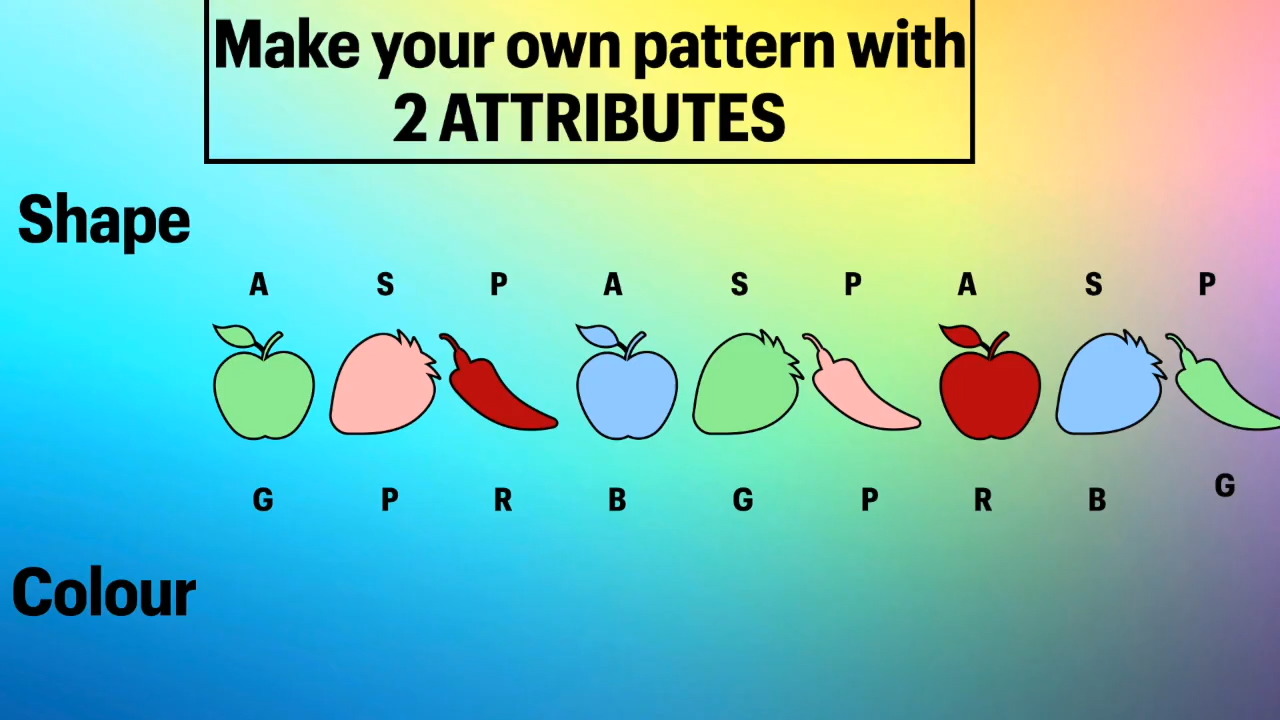 Make your own pattern with
2 ATTRIBUTES
Shape
A S P A S P A S P
G P R B G P R B G
Colour